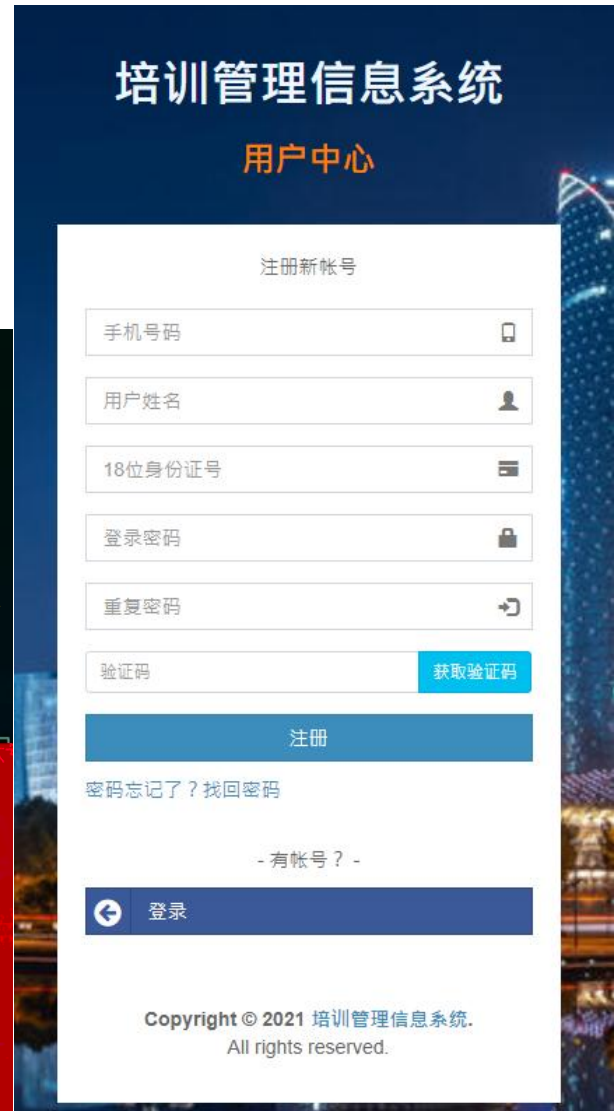 培训管理信息系统
用户中心
注册新帐号
手机号码
用户姓名
18位身份证号
登录密码
重复密码
验证码 获取验证码
注册
密码忘记了？找回密码
- 有帐号？ -
登录
Copyright © 2021 培训管理信息系统.
All rights reserved.